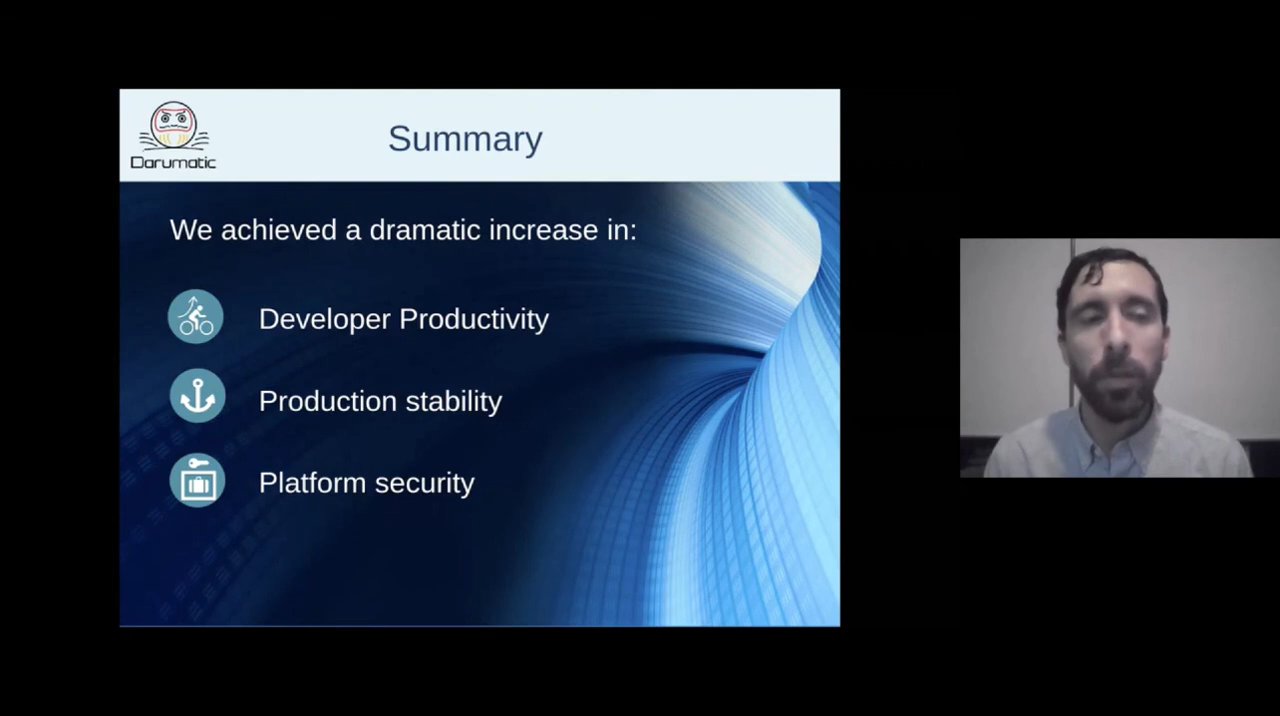 Darumatic
Summary
We achieved a dramatic increase in:
Developer Productivity
Production stability
Platform security